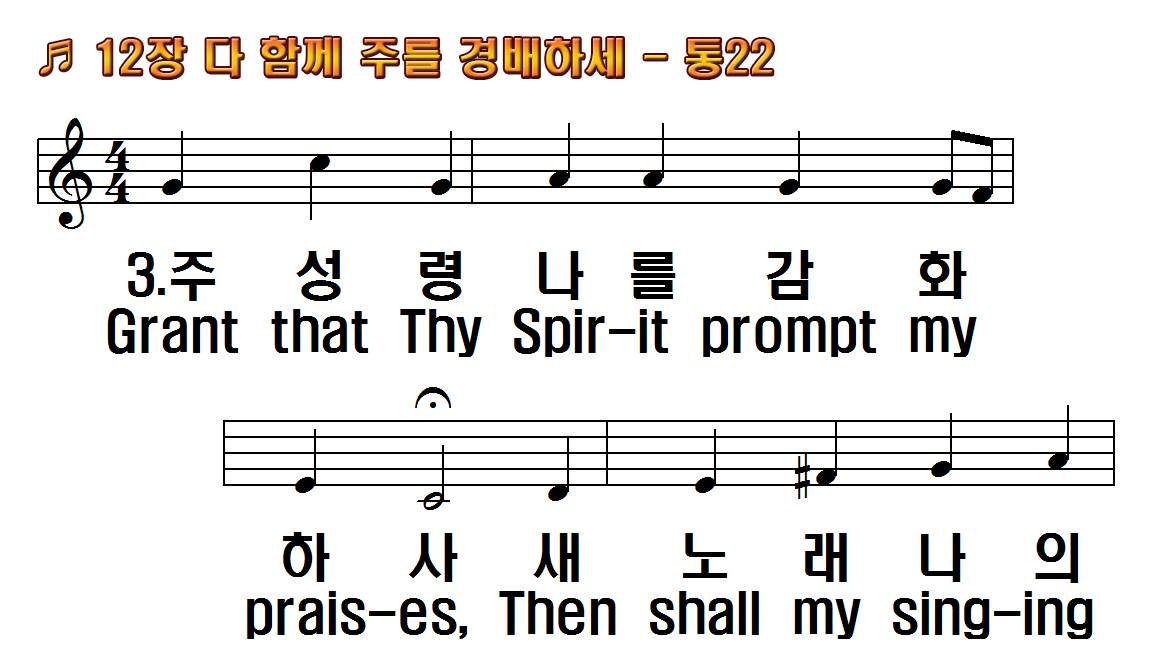 ♬ 12장 다 함께 주를 경배하세 - 통22
3.주 성 령 나 를 감 화
Grant that Thy Spir-it prompt my
하 사 새 노 래 나 의
prais-es, Then shall my sing-ing